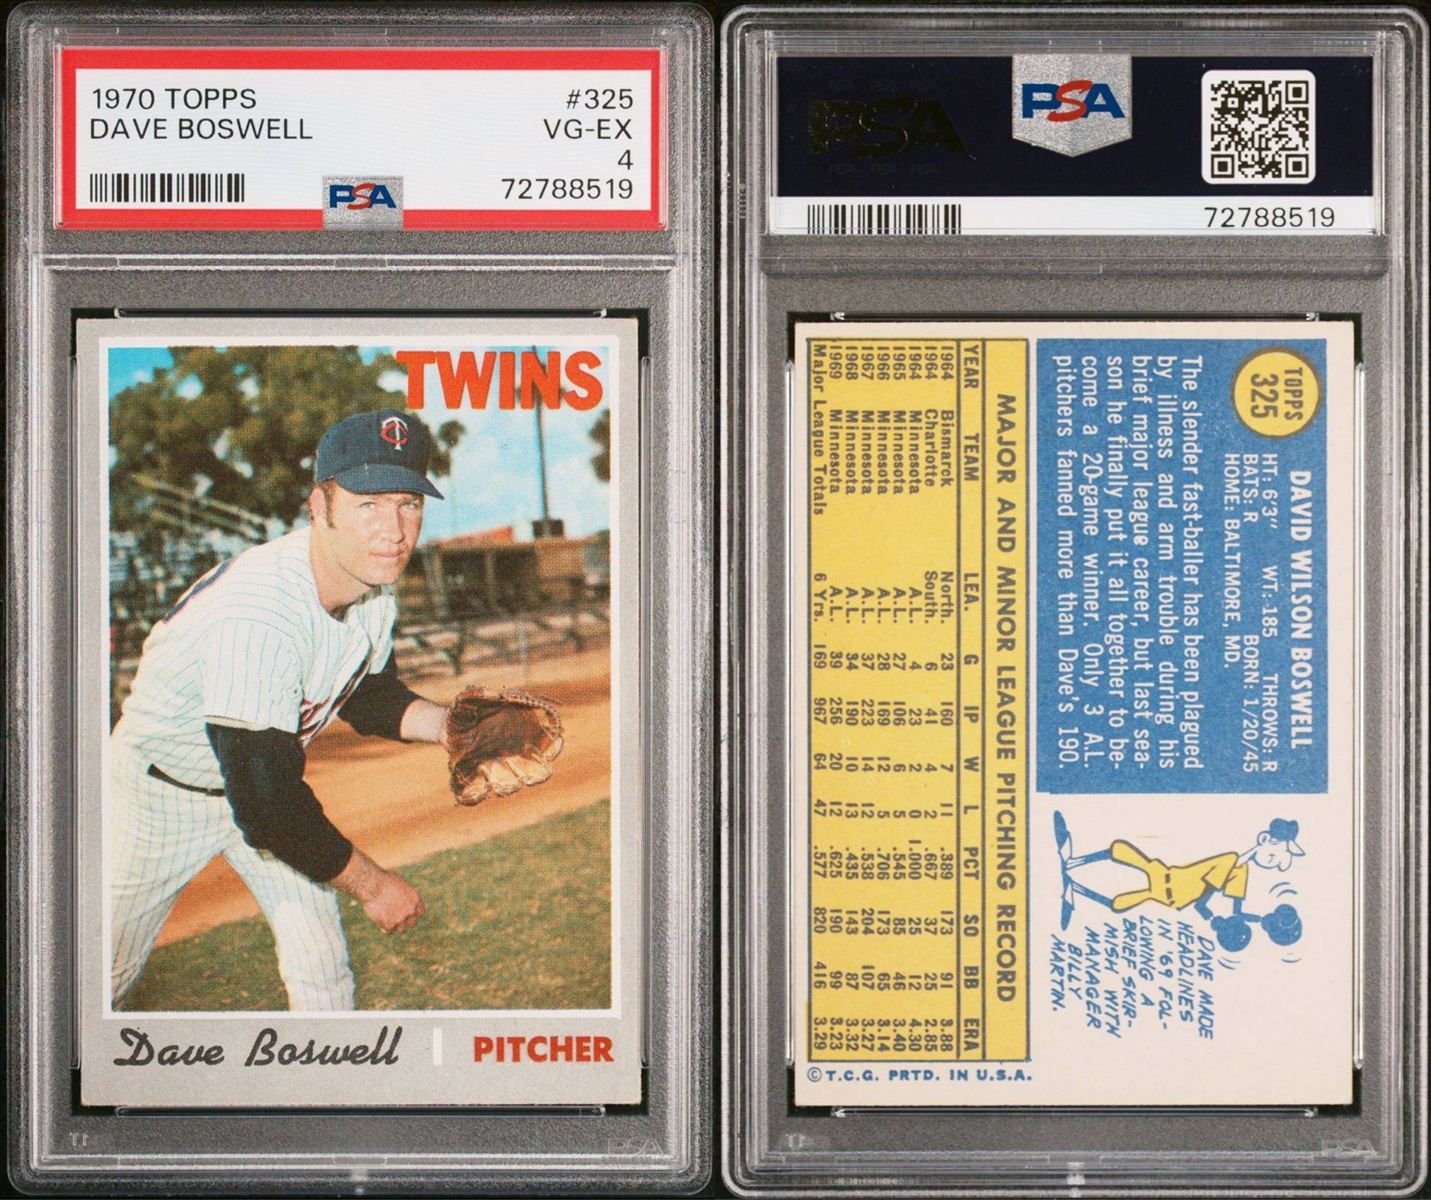 1970 TOPPS #325
DAVE BOSWELL VG-EX
4
PSA 72788519
TWINS
TC
Dave Boswell PITCHER
PSA
PSA
PSA
72788519
TOPPS
325
DAVID WILSON BOSWELL
HT: 6'3" WT: 185 THROWS: R
BATS: R BORN: 1/20/45
HOME: BALTIMORE, MD.
The slender fast-baller has been plagued
by illness and arm trouble during his
brief major league career, but last sea-
son he finally put it all together to be-
come a 20-game winner. Only 3 A.L.
pitchers fanned more than Dave's 190.
DAVE MADE
HEADLINES
IN '69 FOL-
LOWING A
BRIEF SKIR-
MISH WITH
MANAGER
BILLY
MARTIN.
MAJOR AND MINOR LEAGUE PITCHING RECORD
YEAR TEAM LEA. G IP W L PCT SO BB ERA
1964 Bismarck North. 23 160 7 11 .389 173 91 3.88
1964 Charlotte South. 6 41 4 2 .667 37 25 2.85
1964 Minnesota A.L. 4 23 2 0 1.000 25 12 4.30
1965 Minnesota A.L. 27 106 6 5 .545 85 46 3.40
1966 Minnesota A.L. 28 169 12 5 .706 173 65 3.14
1967 Minnesota A.L. 37 223 14 12 .538 204 107 3.27
1968 Minnesota A.L. 34 190 10 13 .435 143 87 3.32
1969 Minnesota A.L. 39 256 20 12 .625 190 99 3.23
Major League Totals 6 Yrs. 169 967 64 47 .577 820 416 3.29
© T.C.G. PRTD. IN U.S.A.
PSA